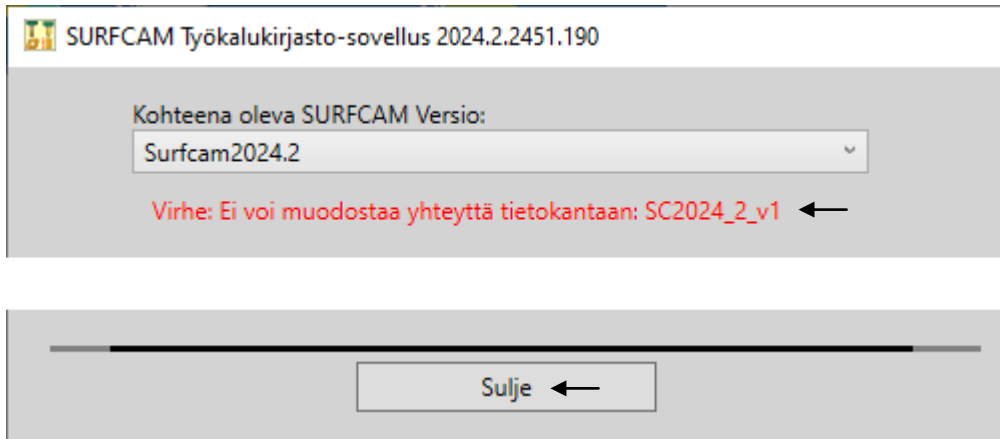 SURFCAM Työkalukirjasto-sovellus 2024.2.2451.190
Kohteena oleva SURFCAM Versio:
Surfcam2024.2
Virhe: Ei voi muodostaa yhteyttä tietokantaan: SC2024_2_v1
Sulje